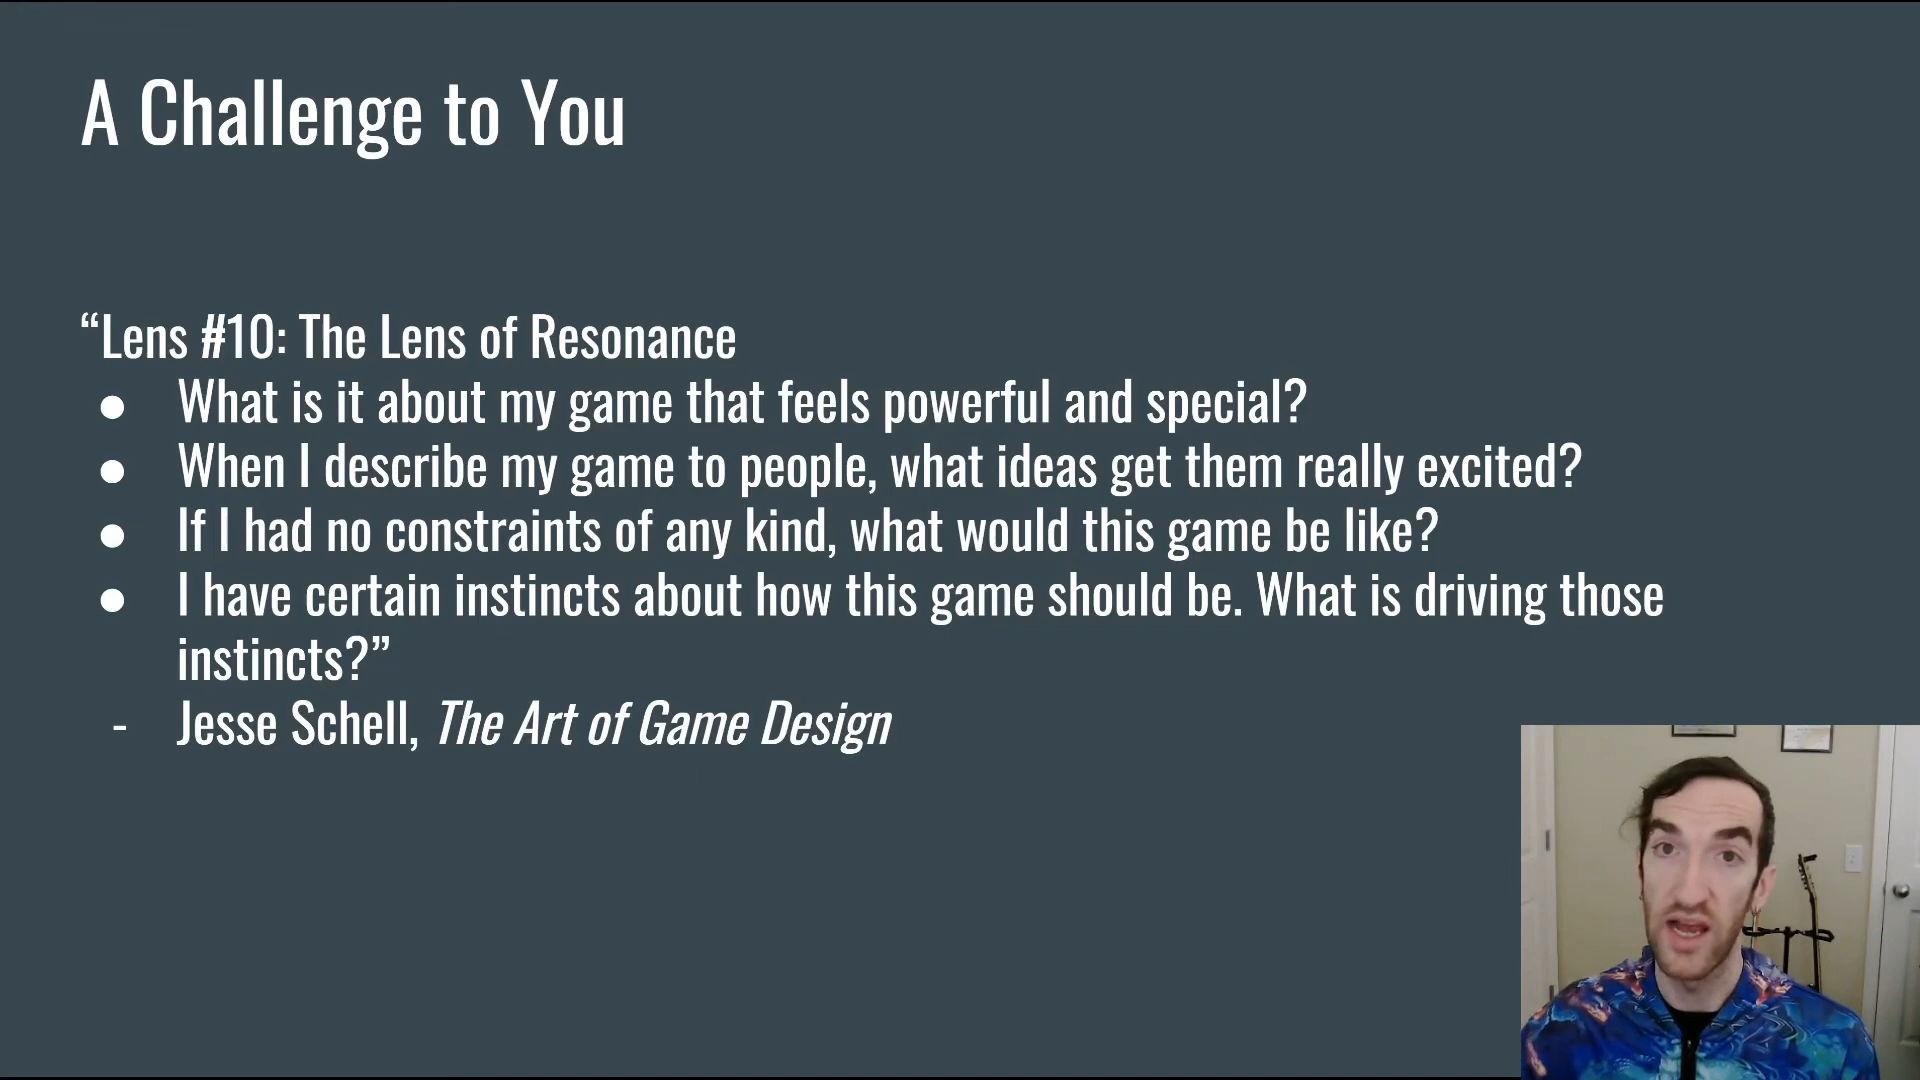 A Challenge to You
“Lens #10: The Lens of Resonance
● What is it about my game that feels powerful and special?
● When I describe my game to people, what ideas get them really excited?
● If I had no constraints of any kind, what would this game be like?
● I have certain instincts about how this game should be. What is driving those
instincts?”
- Jesse Schell, The Art of Game Design